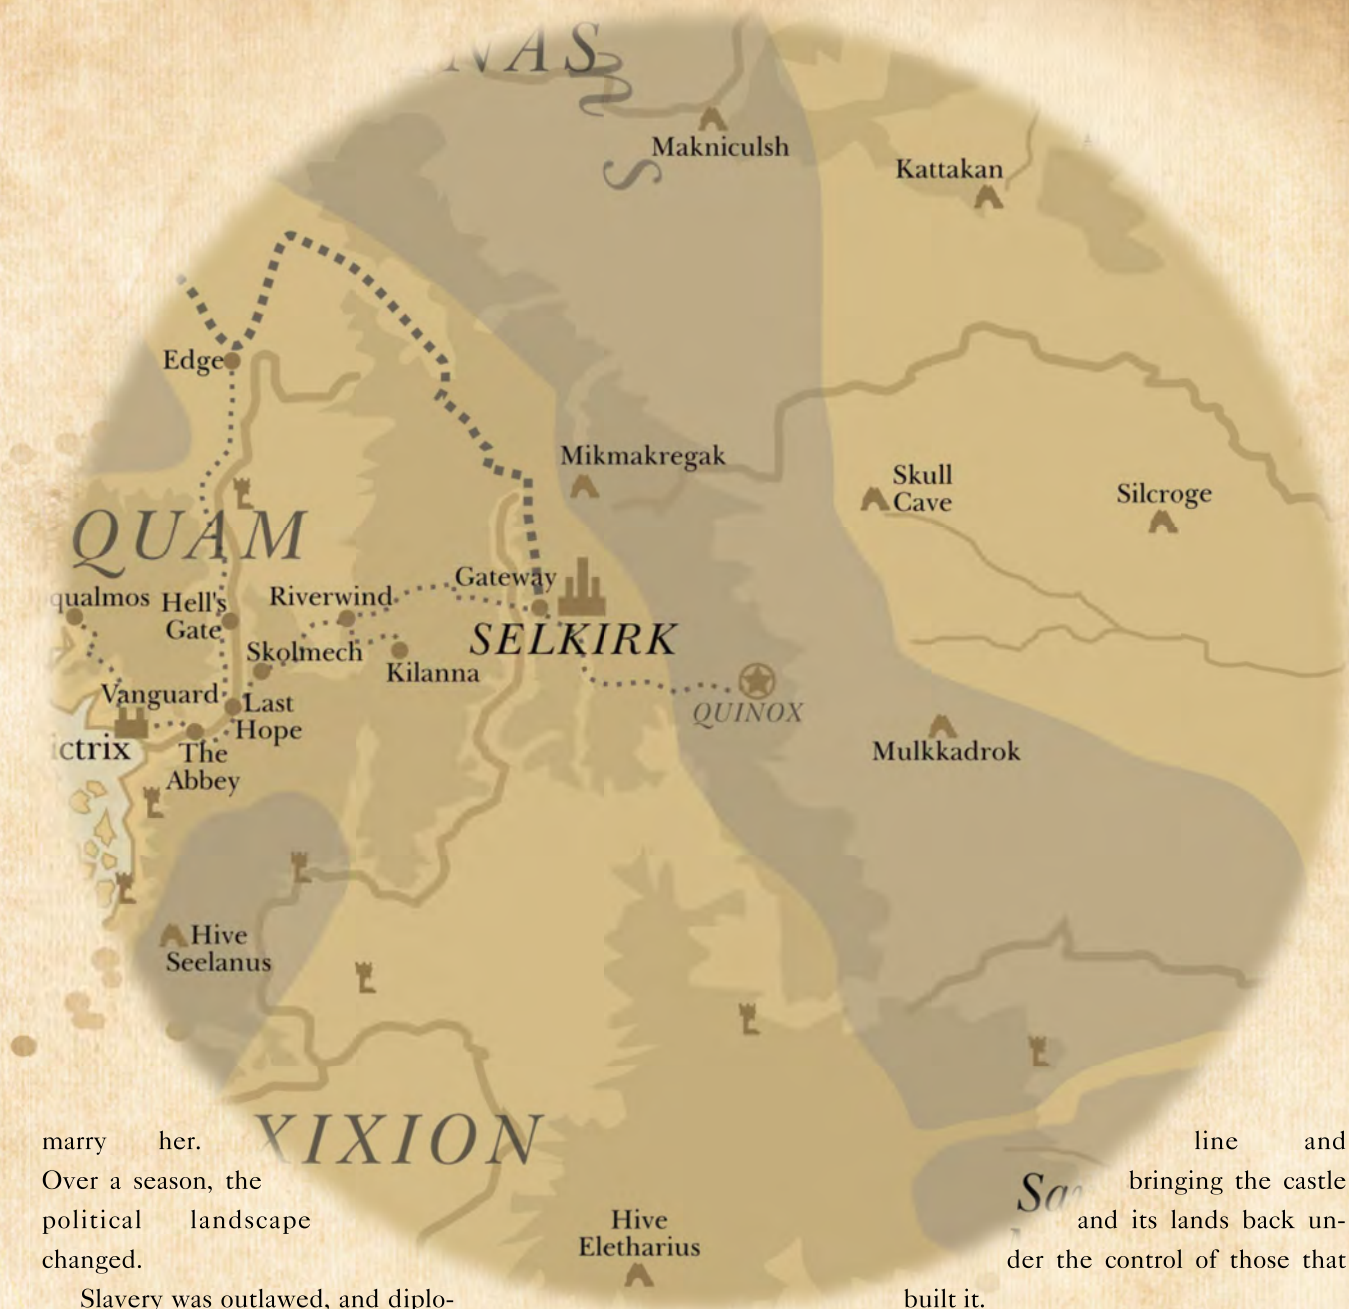 NAS
S
Makniculsh
Kattakan
Edge
Mikmakregak
Skull
Cave
Silcroge
QUAM
Gateway
qualmos
Hell's
Gate
Riverwind
SELKIRK
Skolmech
Kilanna
Vanguard
Last
Hope
QUINOX
ictrix
The
Abbey
Mulkkadrok
Hive
Seelanus
XIXION
Hive
Eletharius
marry her.
Over a season, the
political landscape
changed.
Slavery was outlawed, and diplo-
line and
bringing the castle
and its lands back un-
der the control of those that
built it.